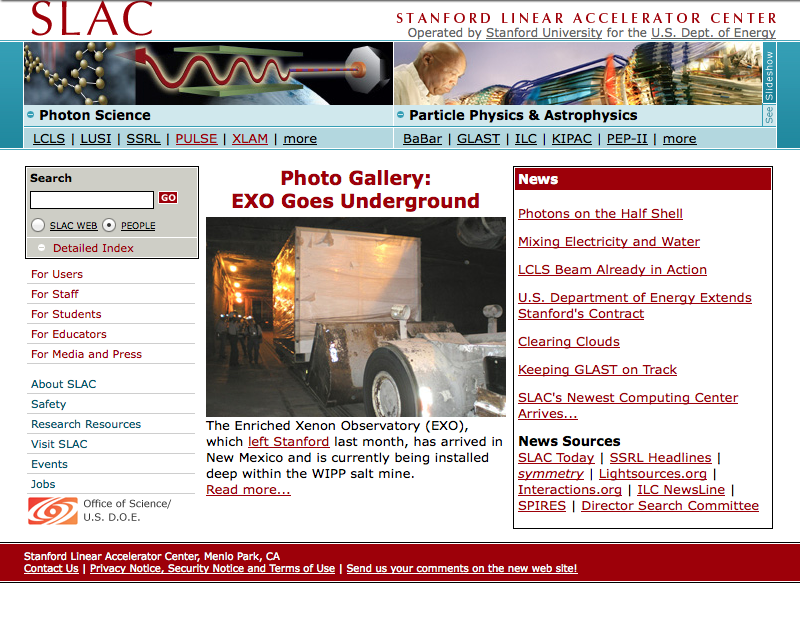 SLAC
STANFORD LINEAR ACCELERATOR CENTER
Operated by Stanford University for the U.S. Dept. of Energy
See Slideshow
Photon Science
LCLS | LUSI | SSRL | PULSE | XLAM | more
Particle Physics & Astrophysics
BaBar | GLAST | ILC | KIPAC | PEP-II | more
Search
GO
SLAC WEB PEOPLE
Detailed Index
For Users
For Staff
For Students
For Educators
For Media and Press
About SLAC
Safety
Research Resources
Visit SLAC
Events
Jobs
Office of Science/
U.S. D.O.E.
Photo Gallery:
EXO Goes Underground
The Enriched Xenon Observatory (EXO),
which left Stanford last month, has arrived in
New Mexico and is currently being installed
deep within the WIPP salt mine.
Read more...
News
Photons on the Half Shell
Mixing Electricity and Water
LCLS Beam Already in Action
U.S. Department of Energy Extends
Stanford's Contract
Clearing Clouds
Keeping GLAST on Track
SLAC's Newest Computing Center
Arrives...
News Sources
SLAC Today | SSRL Headlines |
symmetry | Lightsources.org |
Interactions.org | ILC NewsLine |
SPIRES | Director Search Committee
Stanford Linear Accelerator Center, Menlo Park, CA
Contact Us | Privacy Notice, Security Notice and Terms of Use | Send us your comments on the new web site!